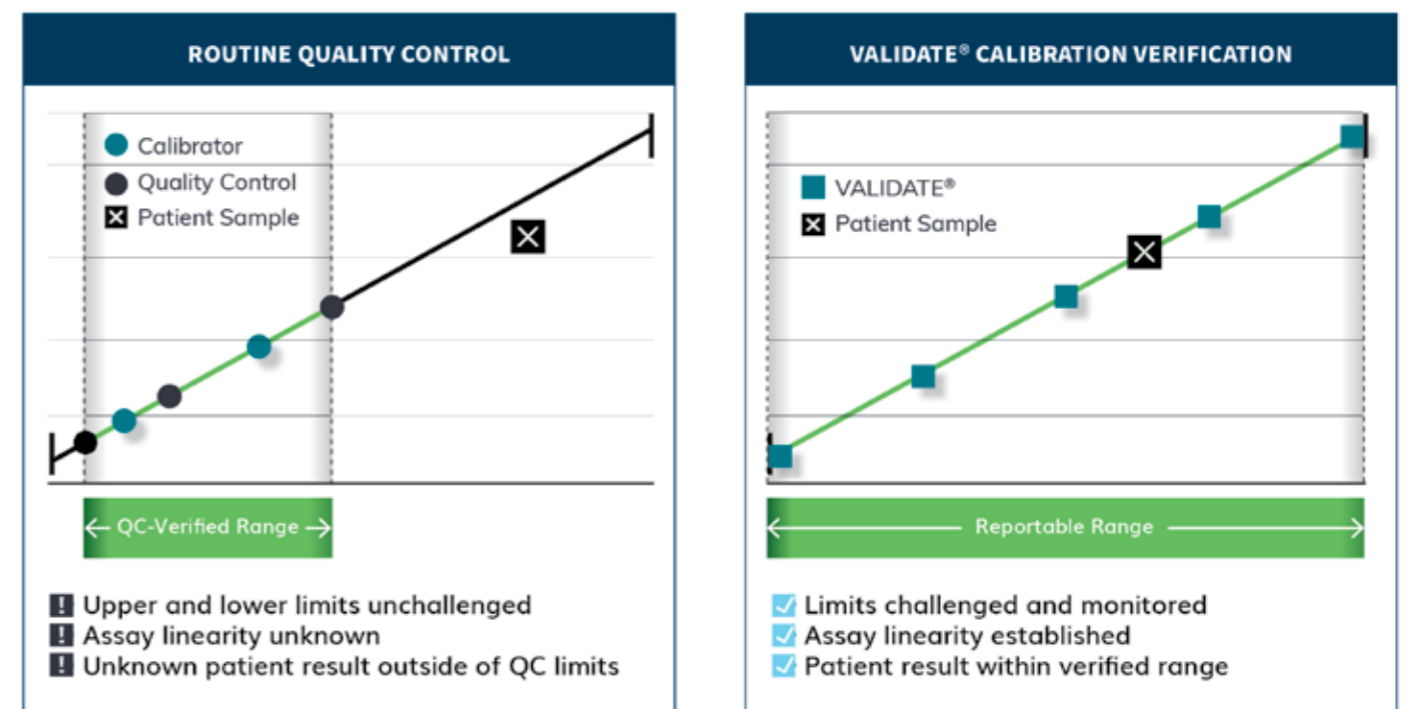 ROUTINE QUALITY CONTROL
Calibrator
Quality Control
Patient Sample
← QC-Verified Range →
Upper and lower limits unchallenged
Assay linearity unknown
Unknown patient result outside of QC limits
VALIDATE® CALIBRATION VERIFICATION
VALIDATE®
Patient Sample
Reportable Range
Limits challenged and monitored
Assay linearity established
Patient result within verified range